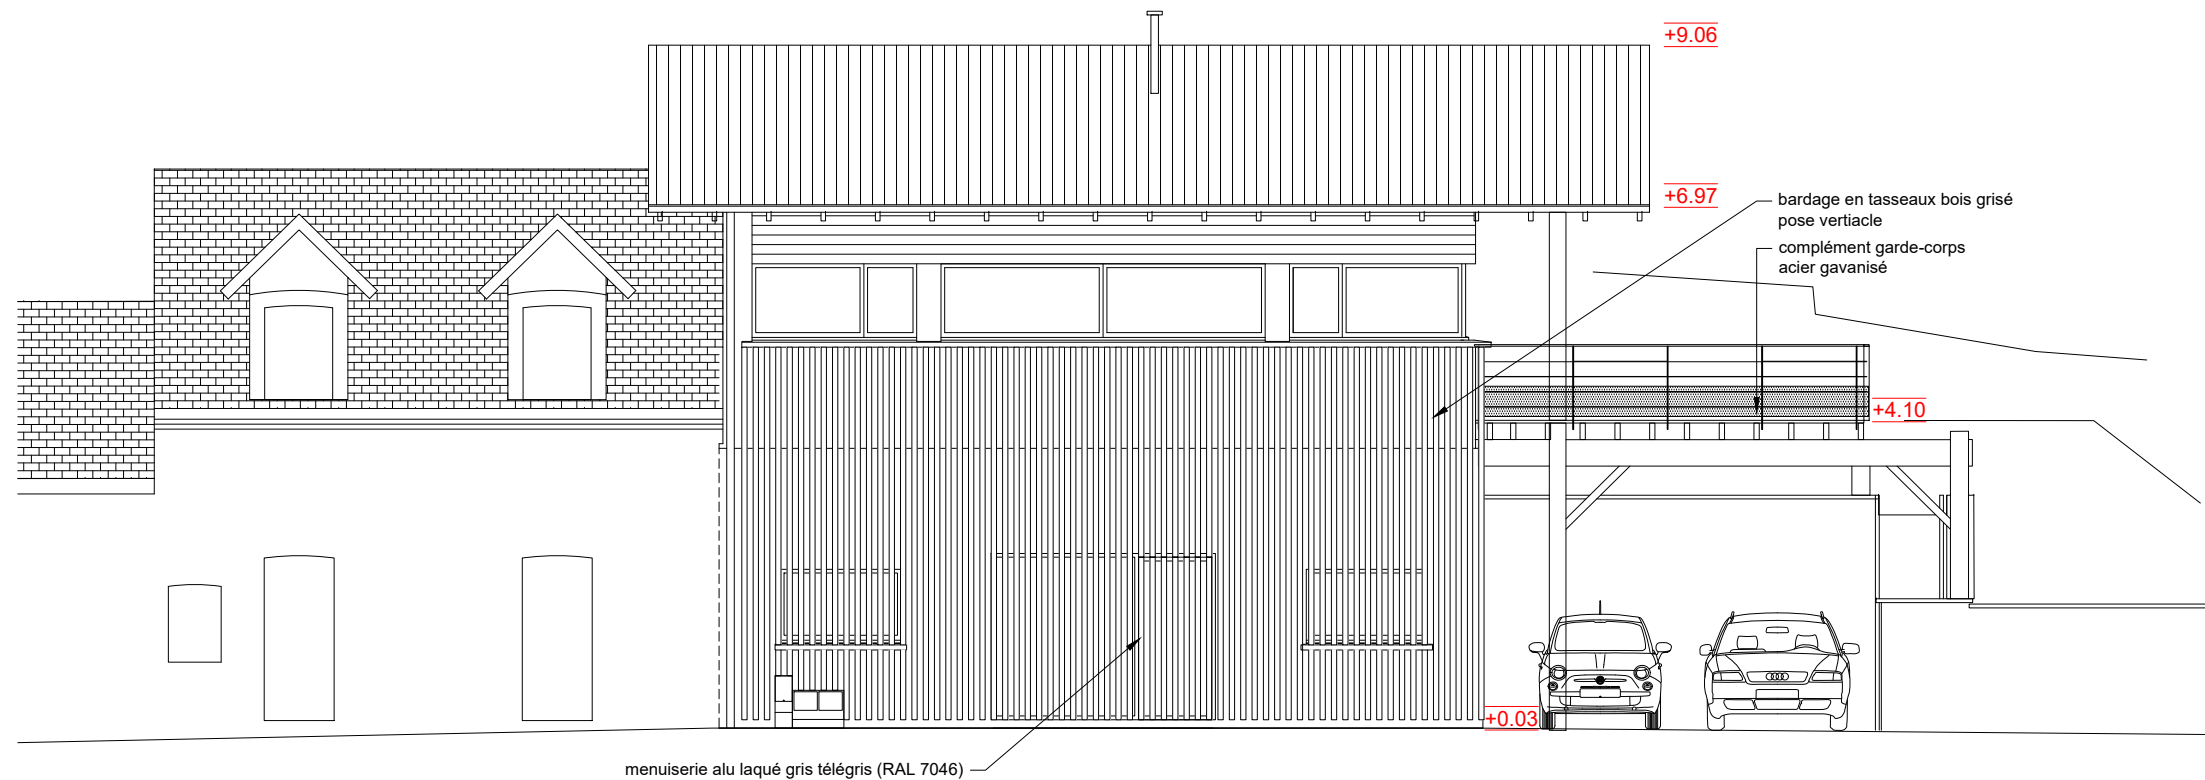 +9.06
+6.97
bardage en tasseaux bois grisé
pose vertiacle
complément garde-corps
acier gavanisé
+4.10
+0.03
menuiserie alu laqué gris télégris (RAL 7046)